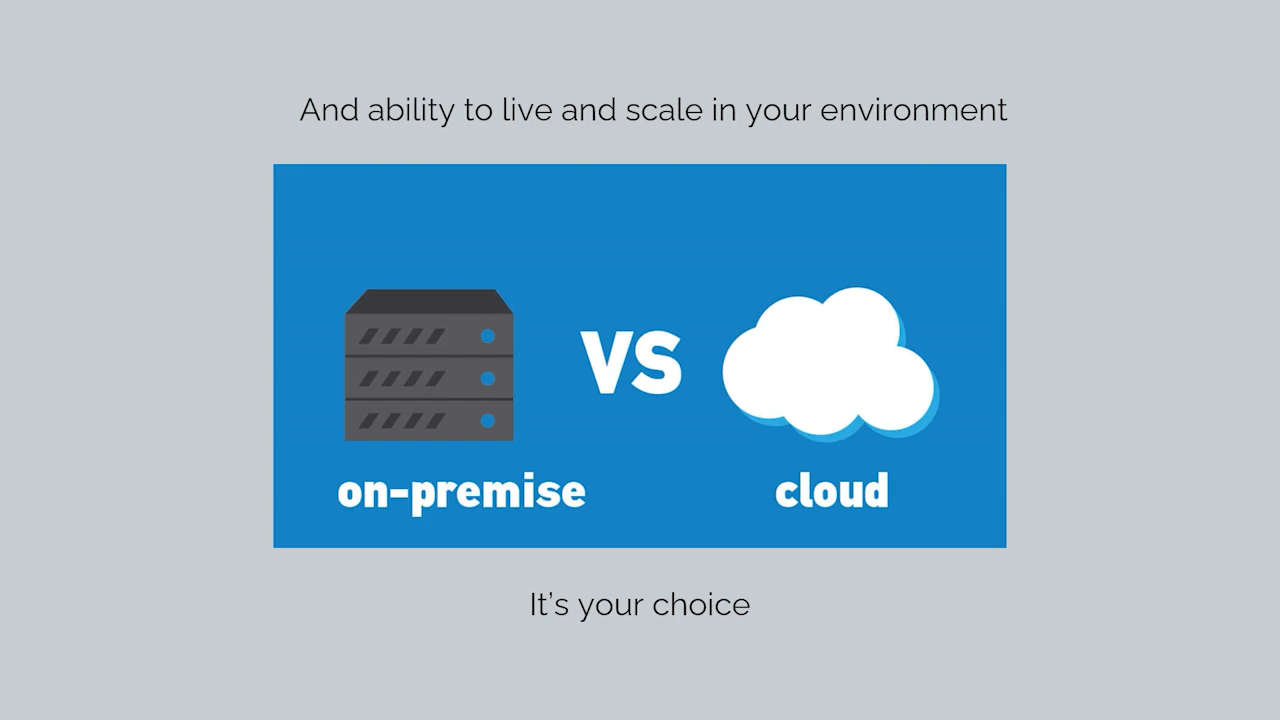 And ability to live and scale in your environment
VS
on-premise
cloud
It’s your choice